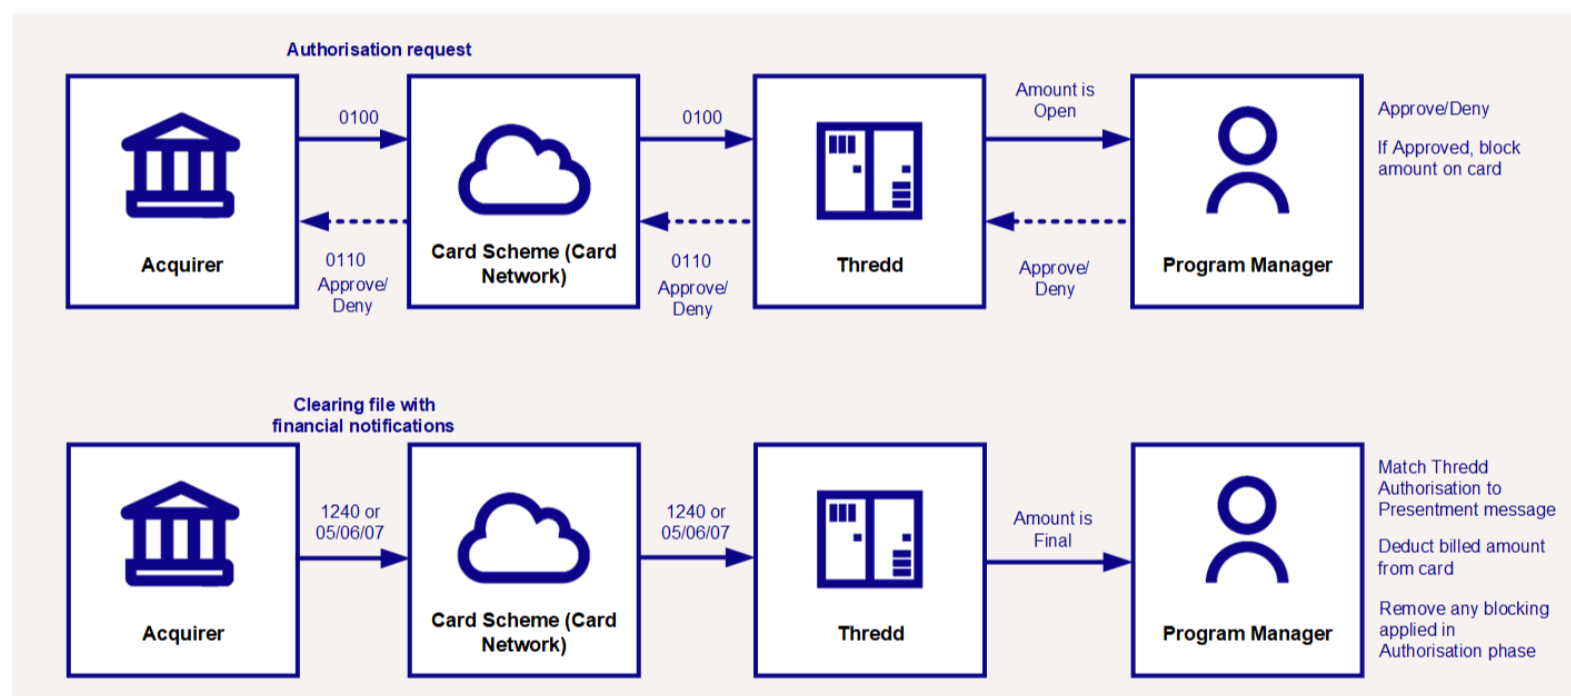 Authorisation request
0100
0100
Amount is
Open
Approve/Deny
If Approved, block
amount on card
Acquirer
0110
Approve/
Deny
Card Scheme (Card
Network)
0110
Approve/
Deny
Thredd
Approve/
Deny
Program Manager
Clearing file with
financial notifications
1240 or
05/06/07
1240 or
05/06/07
Amount is
Final
Match Thredd
Authorisation to
Presentment message
Deduct billed amount
from card
Remove any blocking
applied in
Authorisation phase
Acquirer
Card Scheme (Card
Network)
Thredd
Program Manager